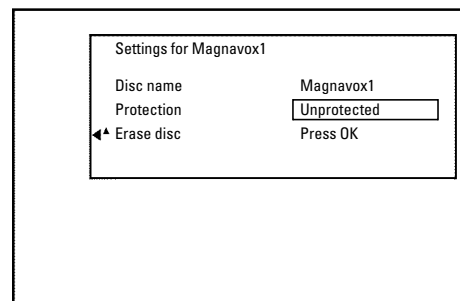 Settings for Magnavox1
Disc name Magnavox1
Protection Unprotected
Erase disc Press OK